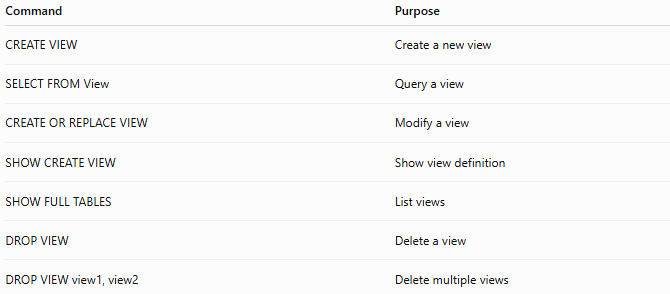 Command Purpose
CREATE VIEW Create a new view
SELECT FROM View Query a view
CREATE OR REPLACE VIEW Modify a view
SHOW CREATE VIEW Show view definition
SHOW FULL TABLES List views
DROP VIEW Delete a view
DROP VIEW view1, view2 Delete multiple views